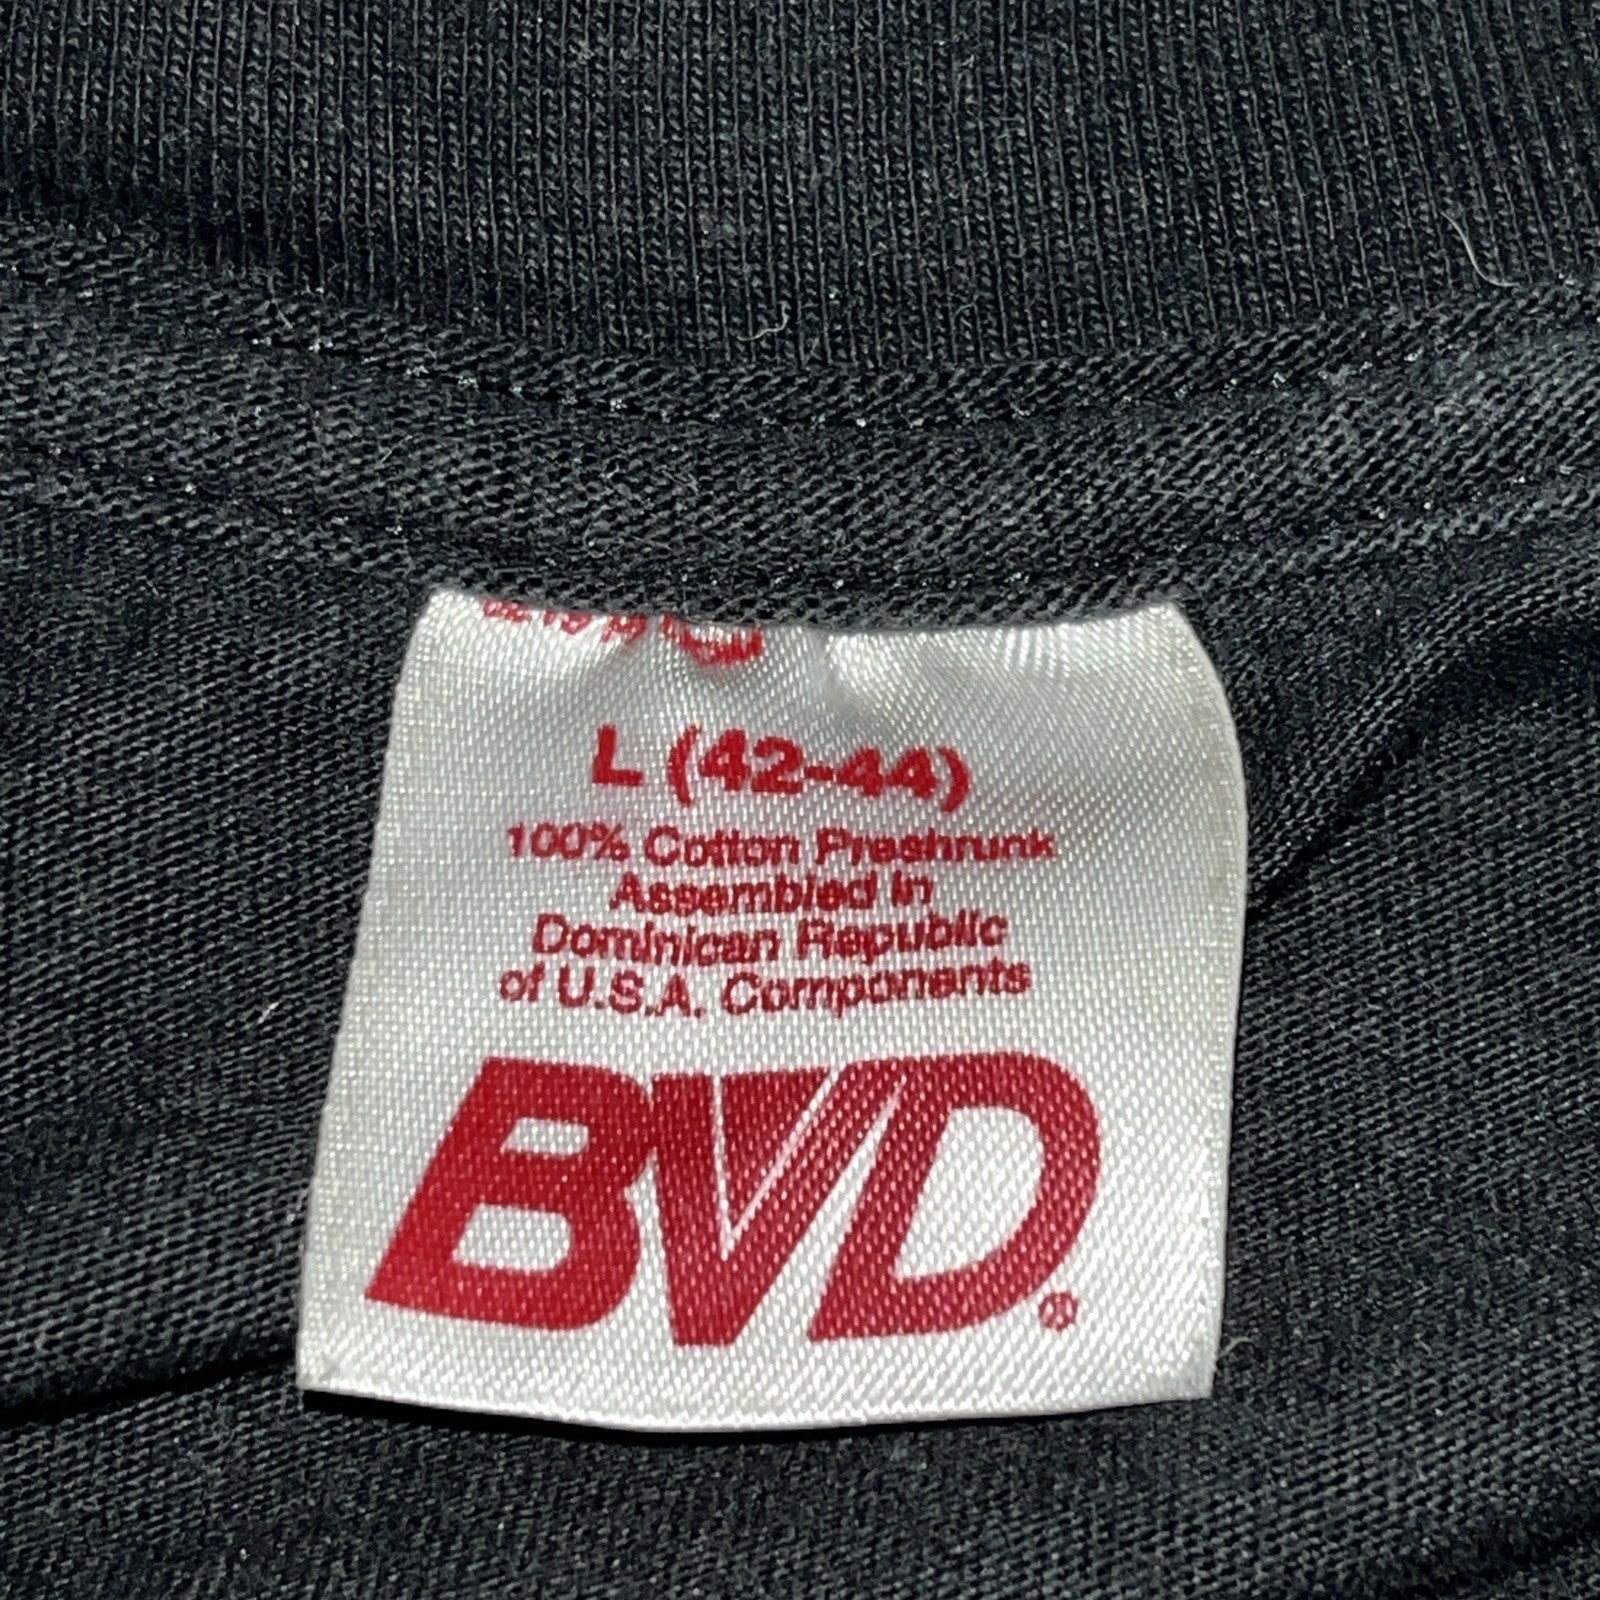 L (42-44)
100% Cotton Preshrunk
Assembled in
Dominican Republic
of U.S.A. Components
BVD®